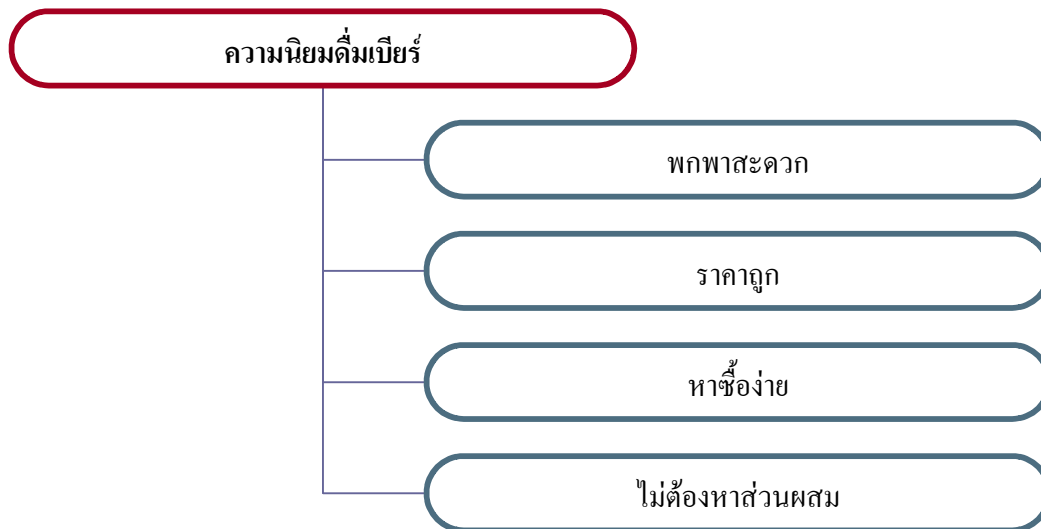 ความนิยมดื่มเบียร์
พกพาสะดวก
ราคาถูก
หาซื้อง่าย
ไม่ต้องหาส่วนผสม